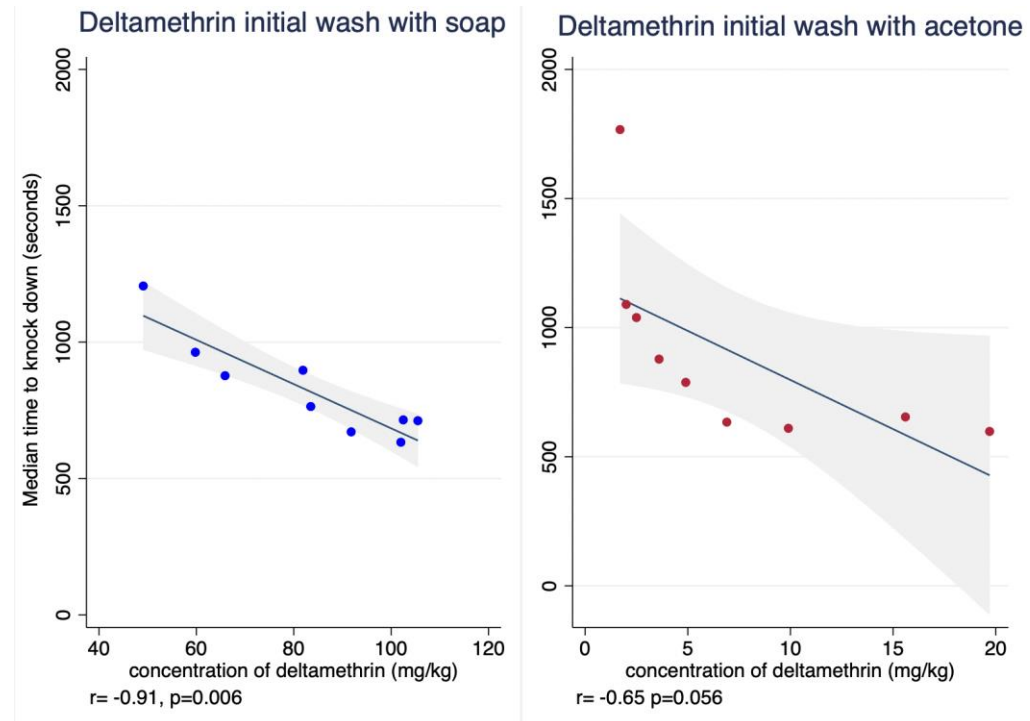 Deltamethrin initial wash with soap
Median time to knock down (seconds)
2000
1500
1000
500
0
40 60 80 100 120
concentration of deltamethrin (mg/kg)
r= -0.91, p=0.006
Deltamethrin initial wash with acetone
2000
1500
1000
500
0
0 5 10 15 20
concentration of deltamethrin (mg/kg)
r= -0.65 p=0.056